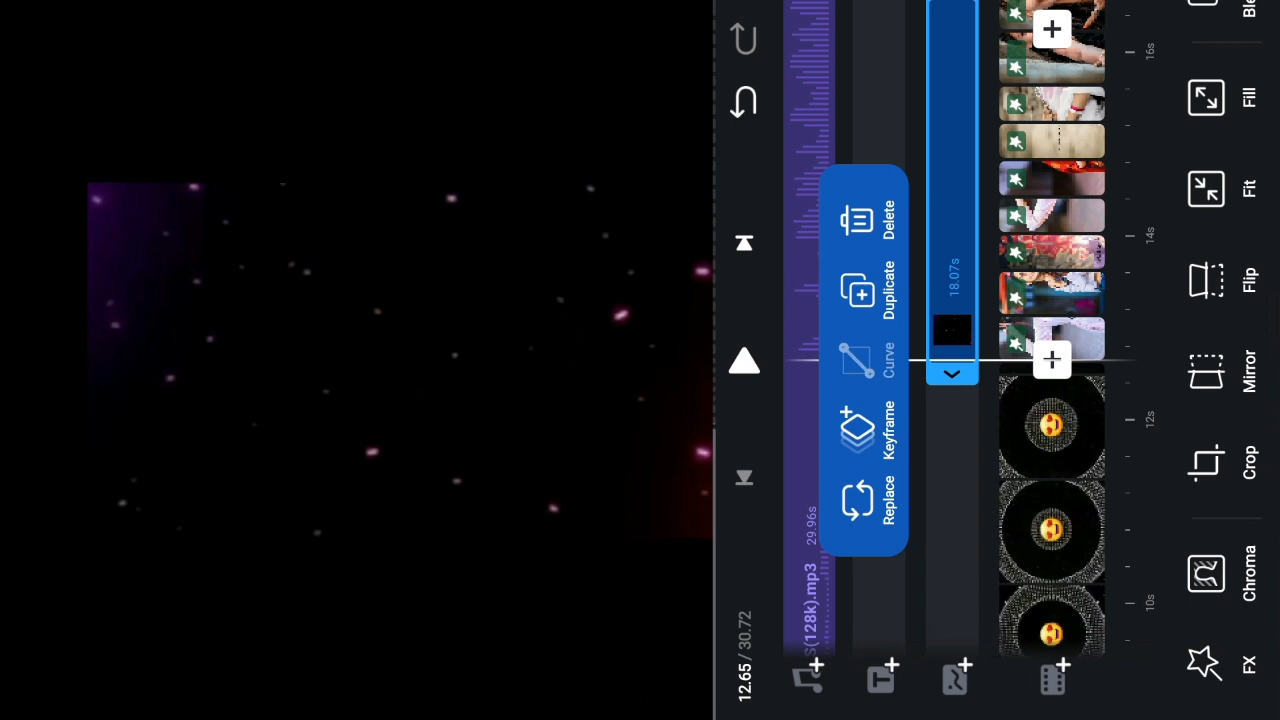 12.65 / 30.72
S(128k).mp3
29.96s
Replace
Keyframe
Curve
Duplicate
Delete
18.07s
10s
12s
14s
16s
FX
Chroma
Crop
Mirror
Flip
Fit
Fill